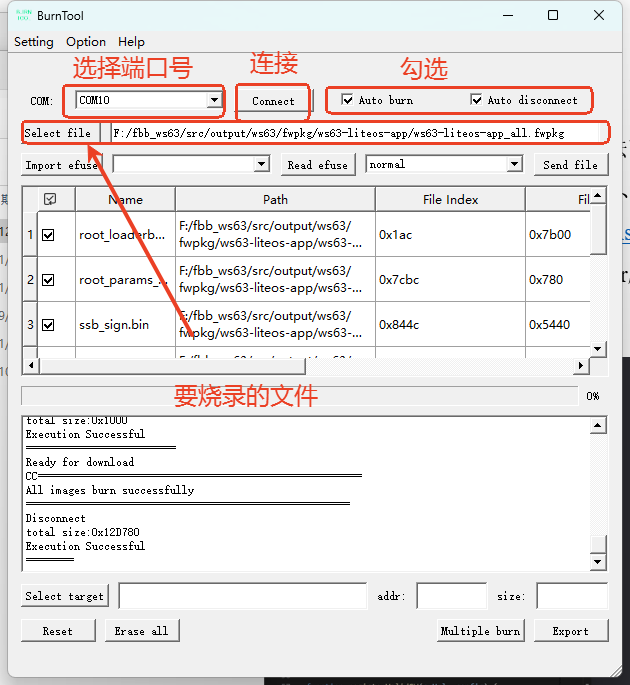 BurnTool
Setting Option Help
选择端口号 连接 勾选
COM: COM10 Connect Auto burn Auto disconnect
Select file F:/fbb_ws63/src/output/ws63/fwpkg/ws63-liteos-app/ws63-liteos-app_all.fwpkg
Import efuse Read efuse normal Send file
Name Path File Index Fil
1 root_loaderb... F:/fbb_ws63/src/output/ws63/ 0x1ac 0x7b00
fwpkg/ws63-liteos-app/ws63-...
2 root_params_... F:/fbb_ws63/src/output/ws63/ 0x7cbc 0x780
fwpkg/ws63-liteos-app/ws63-...
3 ssb_sign.bin F:/fbb_ws63/src/output/ws63/ 0x844c 0x5440
fwpkg/ws63-liteos-app/ws63-...
要烧录的文件 0%
total size:0x1000
Execution Successful
Ready for download
CC
All images burn successfully
Disconnect
total size:0x12D780
Execution Successful
Select target addr: size:
Reset Erase all Multiple burn Export